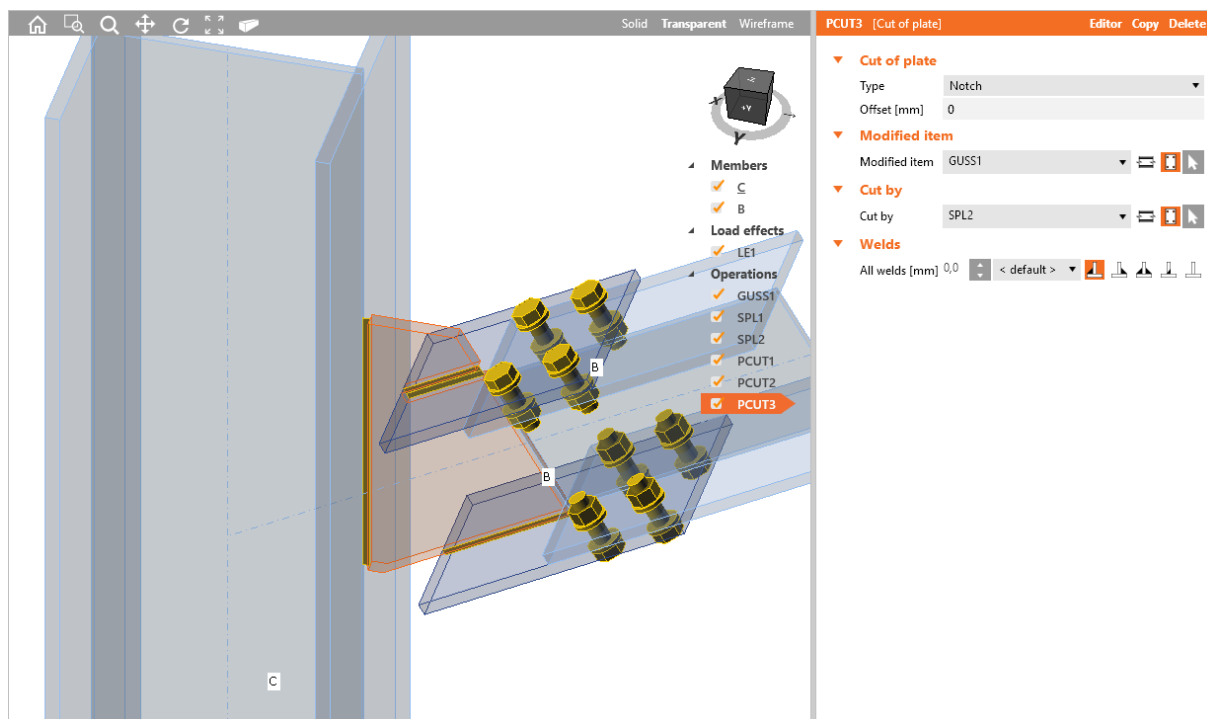 Solid Transparent Wireframe
PCUT3 [Cut of plate] Editor Copy Delete
Cut of plate
Type Notch
Offset [mm] 0
Modified item
Modified item GUSS1
Cut by
Cut by SPL2
Welds
All welds [mm] 0,0 < default >
-Z
+Y
X
Y
Members
C
B
Load effects
LE1
Operations
GUSS1
SPL1
SPL2
PCUT1
PCUT2
PCUT3
B
B
C